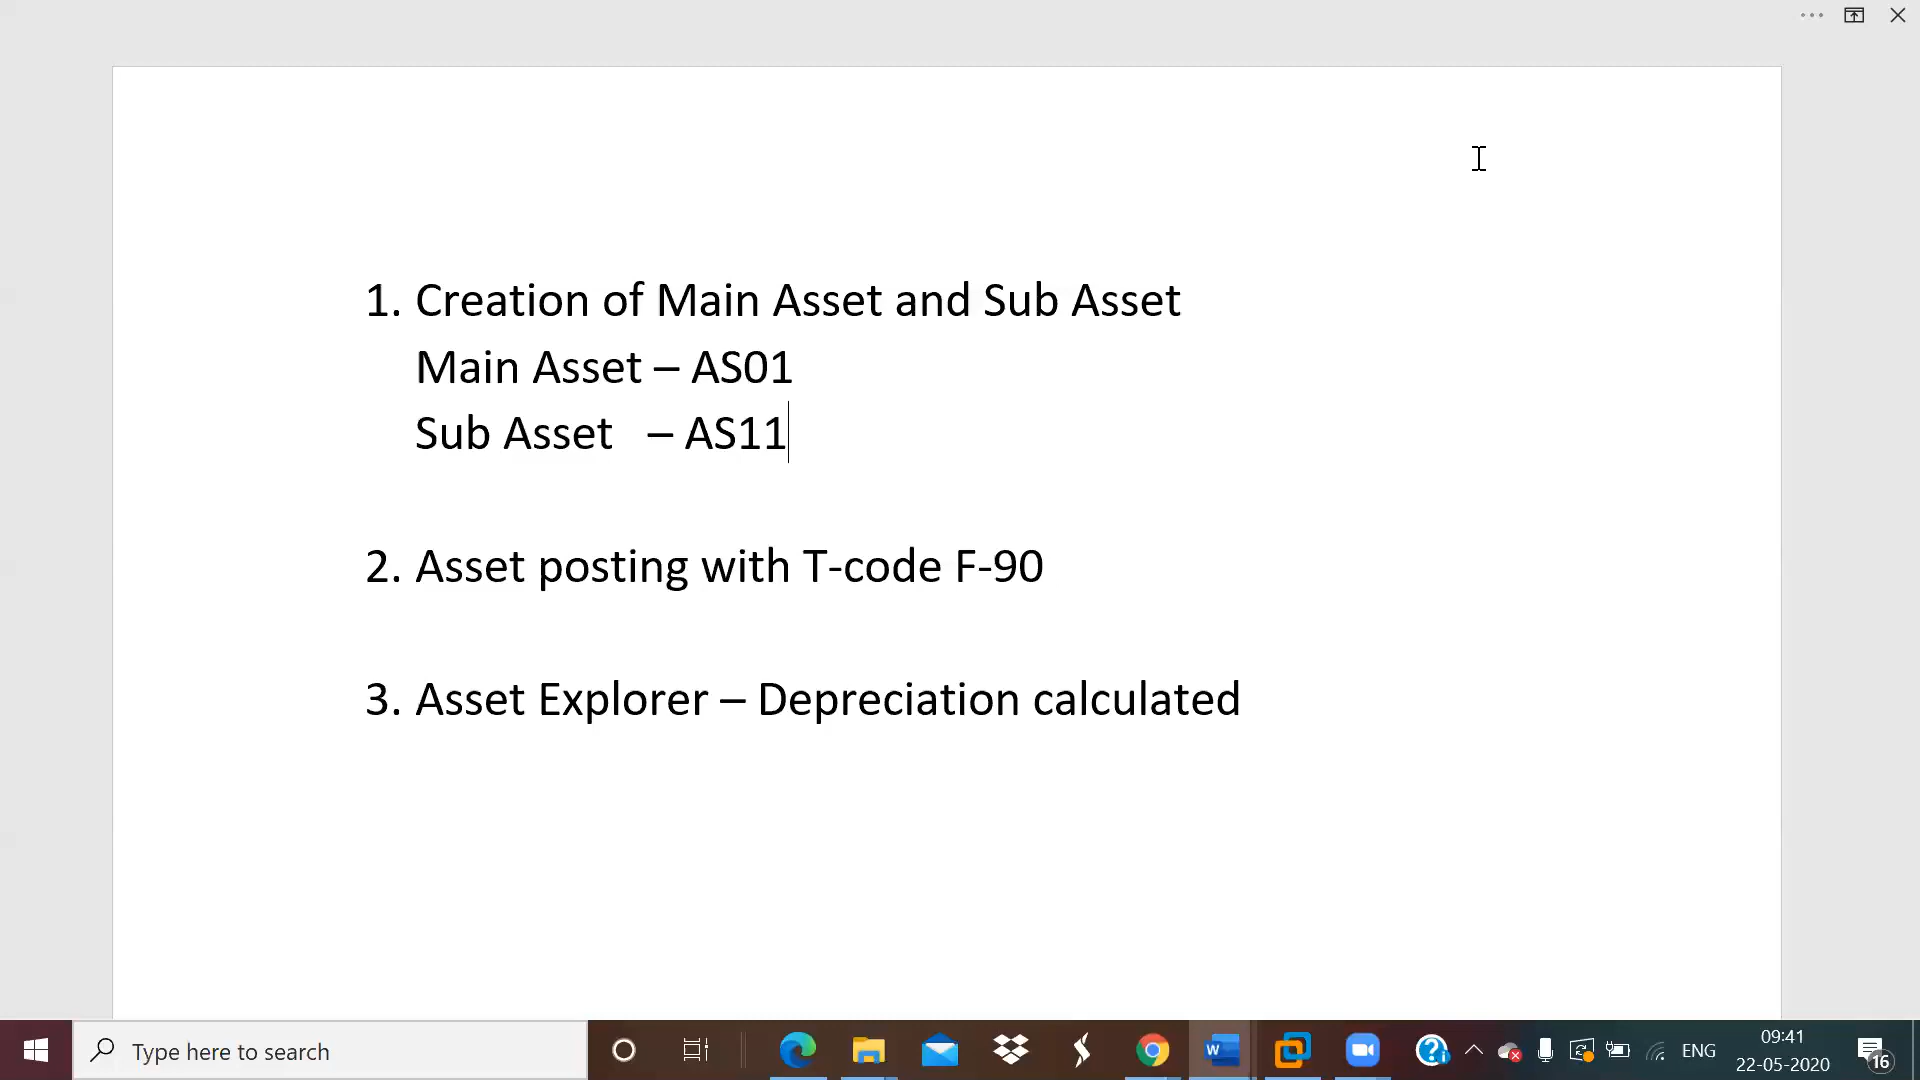 1. Creation of Main Asset and Sub Asset
Main Asset – AS01
Sub Asset – AS11
2. Asset posting with T-code F-90
3. Asset Explorer – Depreciation calculated
Type here to search
ENG
09:41
22-05-2020
16